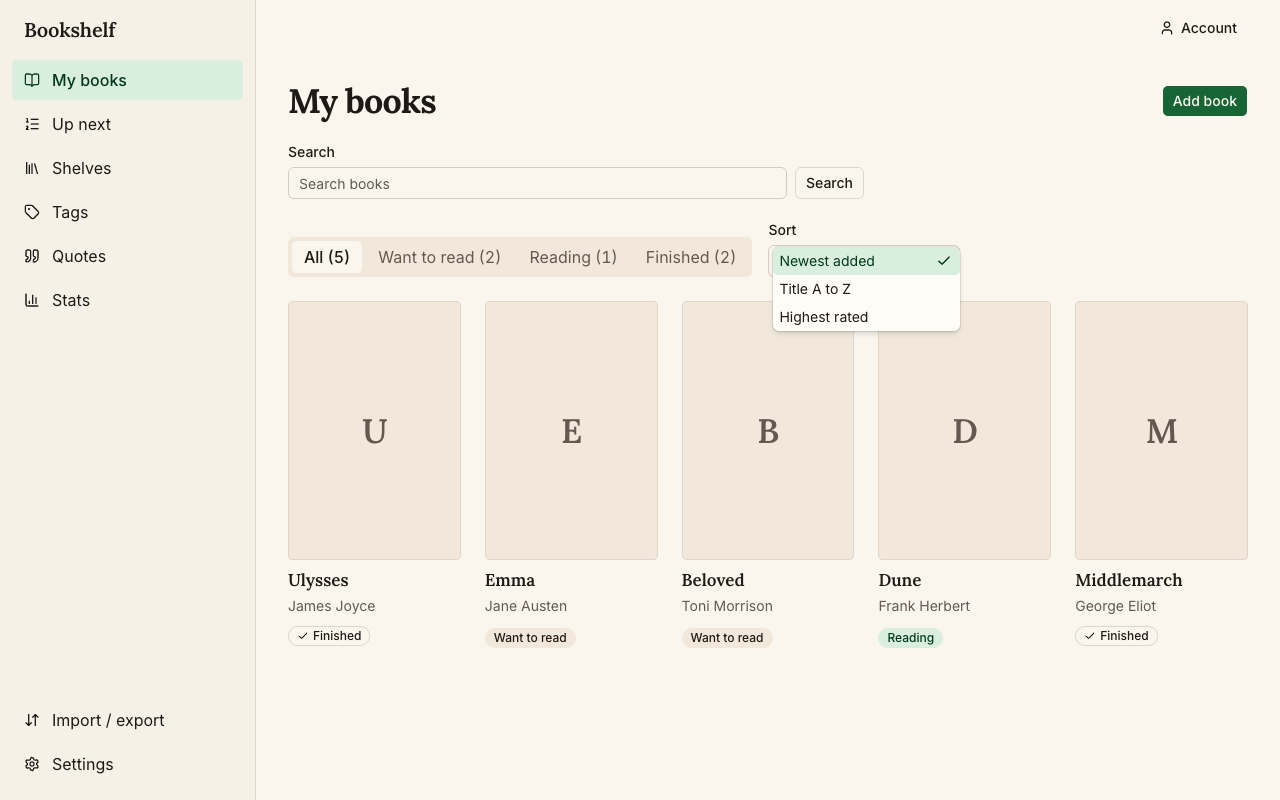 Bookshelf
Account
My books
Up next
Shelves
Tags
Quotes
Stats
Import / export
Settings
My books
Add book
Search
Search books
Search
All (5)
Want to read (2)
Reading (1)
Finished (2)
Sort
Newest added
Title A to Z
Highest rated
U
E
B
D
M
Ulysses
James Joyce
Finished
Emma
Jane Austen
Want to read
Beloved
Toni Morrison
Want to read
Dune
Frank Herbert
Reading
Middlemarch
George Eliot
Finished